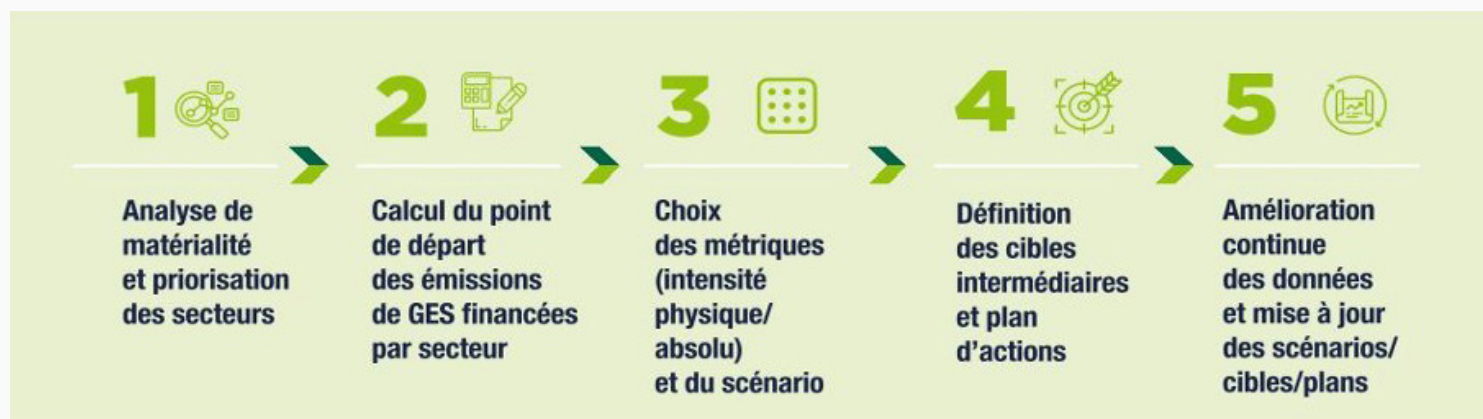 1
Analyse de
matérialité
et priorisation
des secteurs
2
Calcul du point
de départ
des émissions
de GES financées
par secteur
3
Choix
des métriques
(intensité
physique/
absolu)
et du scénario
4
Définition
des cibles
intermédiaires
et plan
d’actions
5
Amélioration
continue
des données
et mise à jour
des scénarios/
cibles/plans